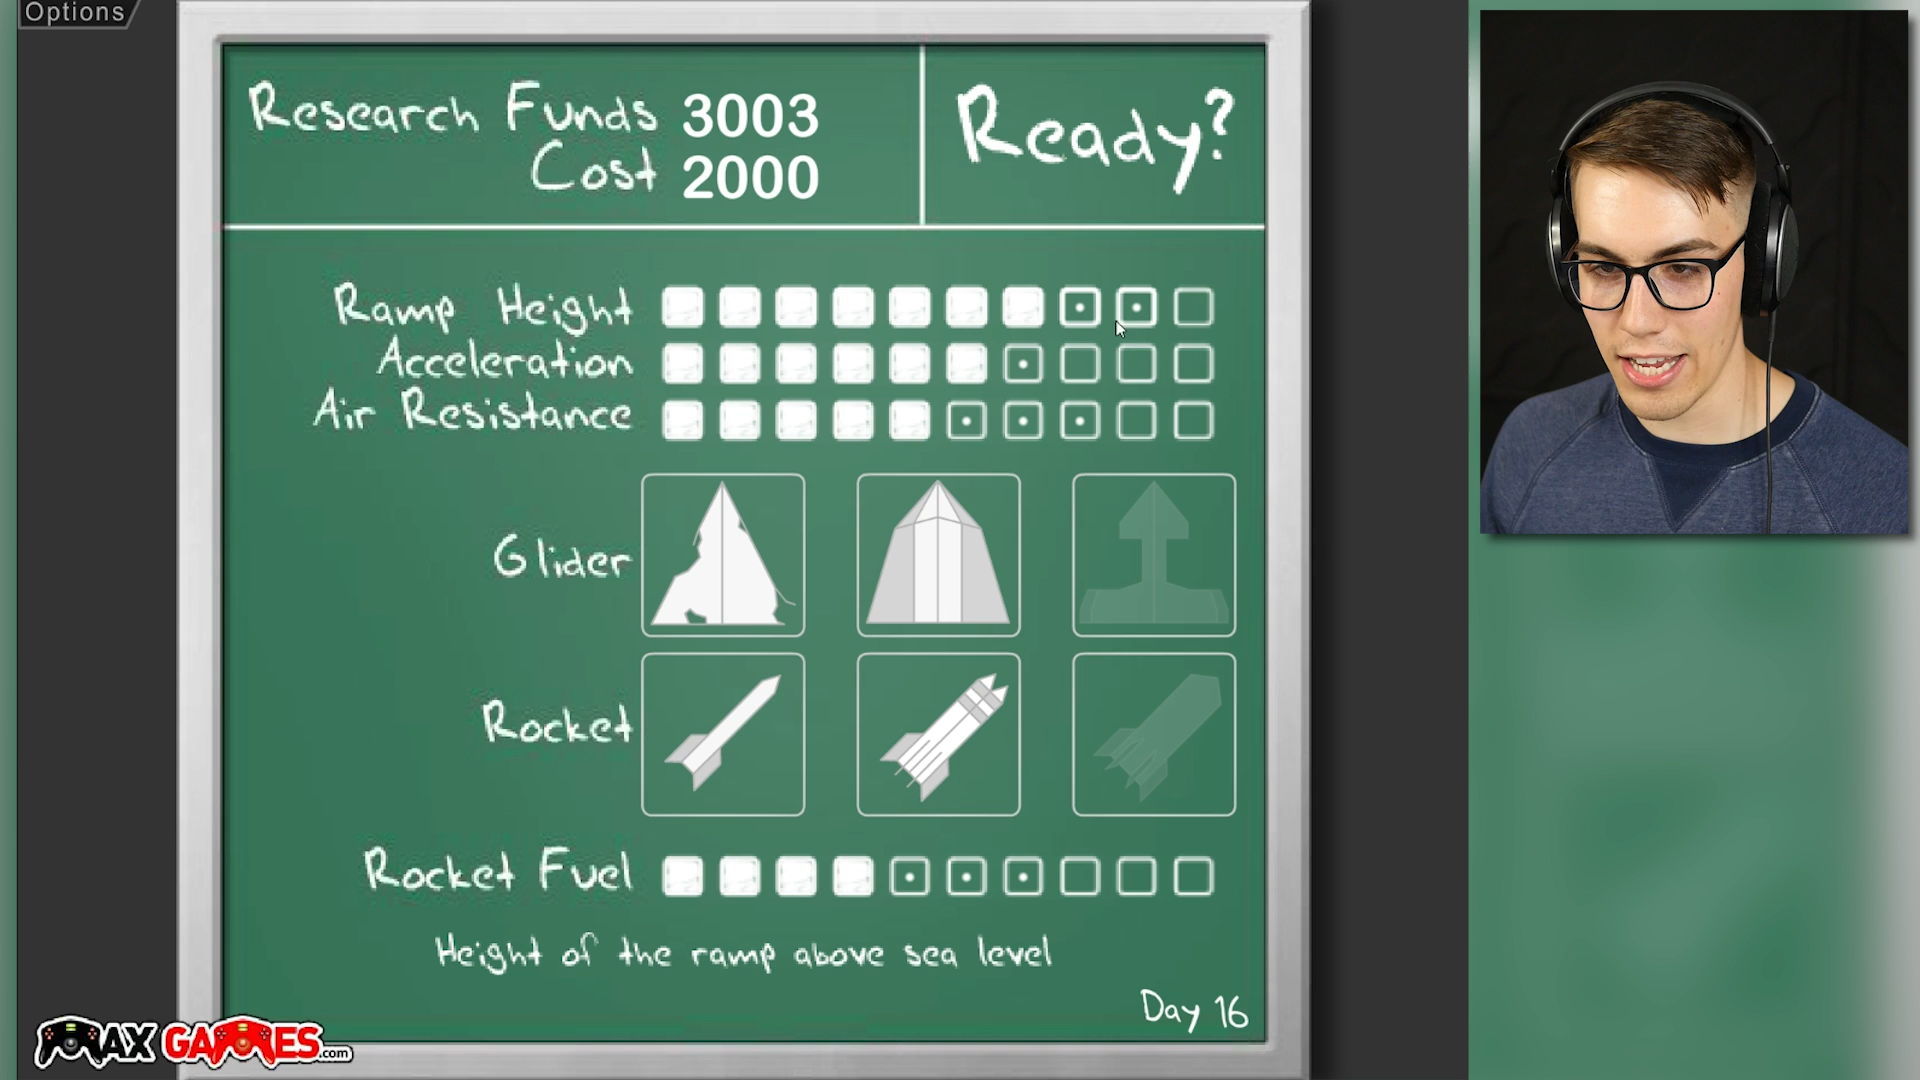 Options
Research Funds 3003
Cost 2000
Ready?
Ramp Height
Acceleration
Air Resistance
Glider
Rocket
Rocket Fuel
Height of the ramp above sea level
Day 16
MAX GAMES.com